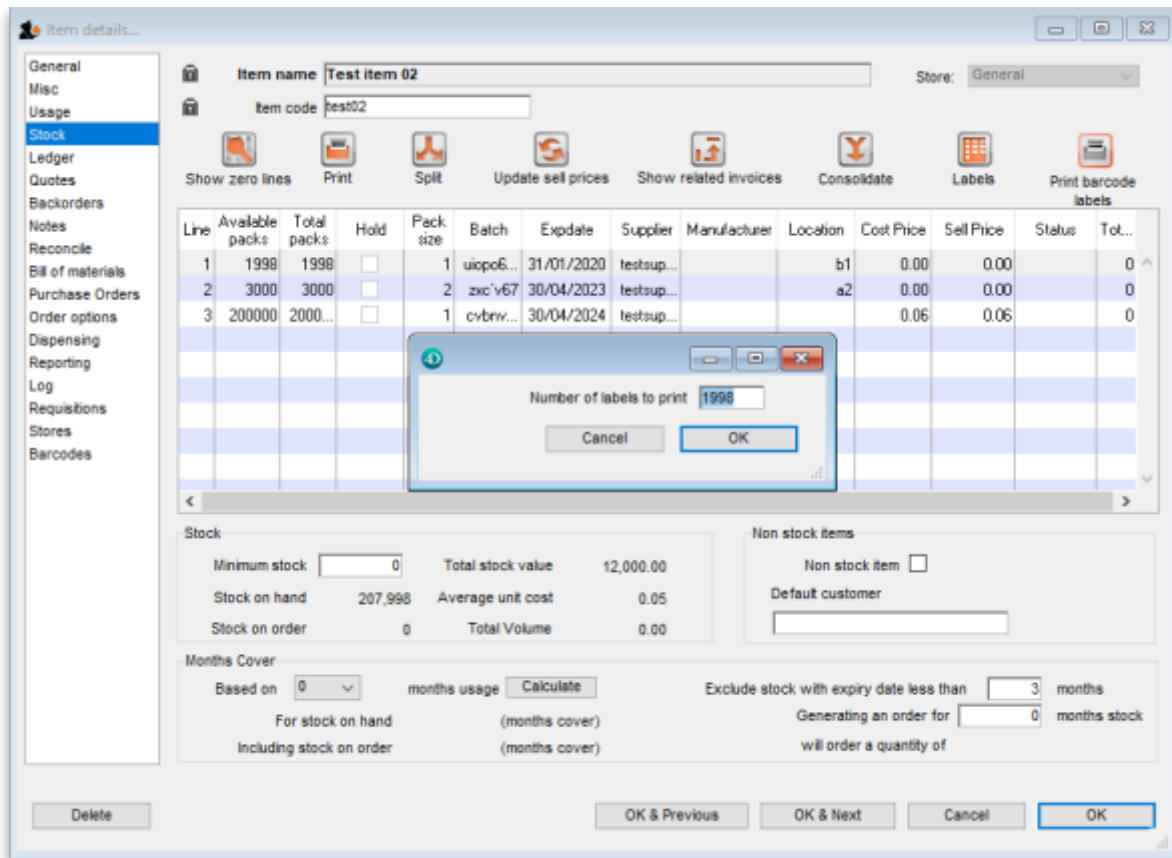 Item details...
General
Misc
Usage
Stock
Ledger
Quotes
Backorders
Notes
Reconcile
Bill of materials
Purchase Orders
Order options
Dispensing
Reporting
Log
Requisitions
Stores
Barcodes
Item name Test item 02 Store: General
Item code test02
Show zero lines Print Split Update sell prices Show related invoices Consolidate Labels Print barcode labels
Line Available packs Total packs Hold Pack size Batch Expdate Supplier Manufacturer Location Cost Price Sell Price Status Tot...
1 1998 1998 1 uiopo6... 31/01/2020 testsup... b1 0.00 0.00 0
2 3000 3000 2 zxc`v67 30/04/2023 testsup... a2 0.00 0.00 0
3 200000 2000... 1 cvbnv... 30/04/2024 testsup... 0.06 0.06 0
Number of labels to print 1998
Cancel OK
Stock
Minimum stock 0 Total stock value 12,000.00
Stock on hand 207,998 Average unit cost 0.05
Stock on order 0 Total Volume 0.00
Non stock items
Non stock item
Default customer
Months Cover
Based on 0 months usage Calculate Exclude stock with expiry date less than 3 months
For stock on hand (months cover) Generating an order for 0 months stock
Including stock on order (months cover) will order a quantity of
Delete OK & Previous OK & Next Cancel OK